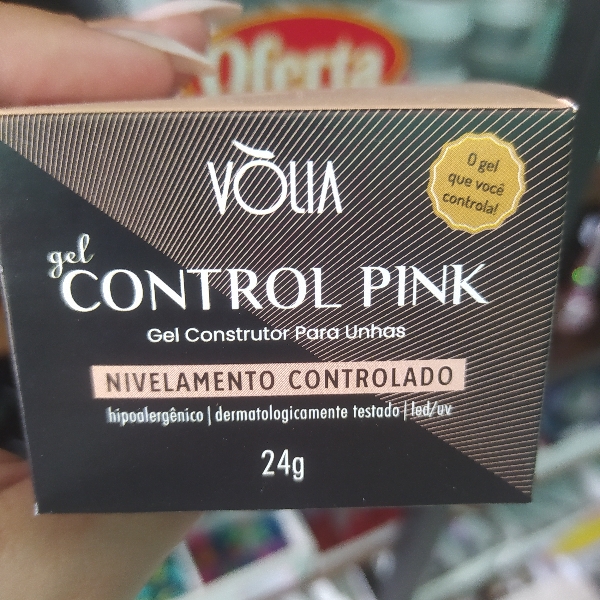 Oferta
VÒLIA
O gel
que você
controla!
gel
CONTROL PINK
Gel Construtor Para Unhas
NIVELAMENTO CONTROLADO
hipoalergênico | dermatologicamente testado | led/uv
24g